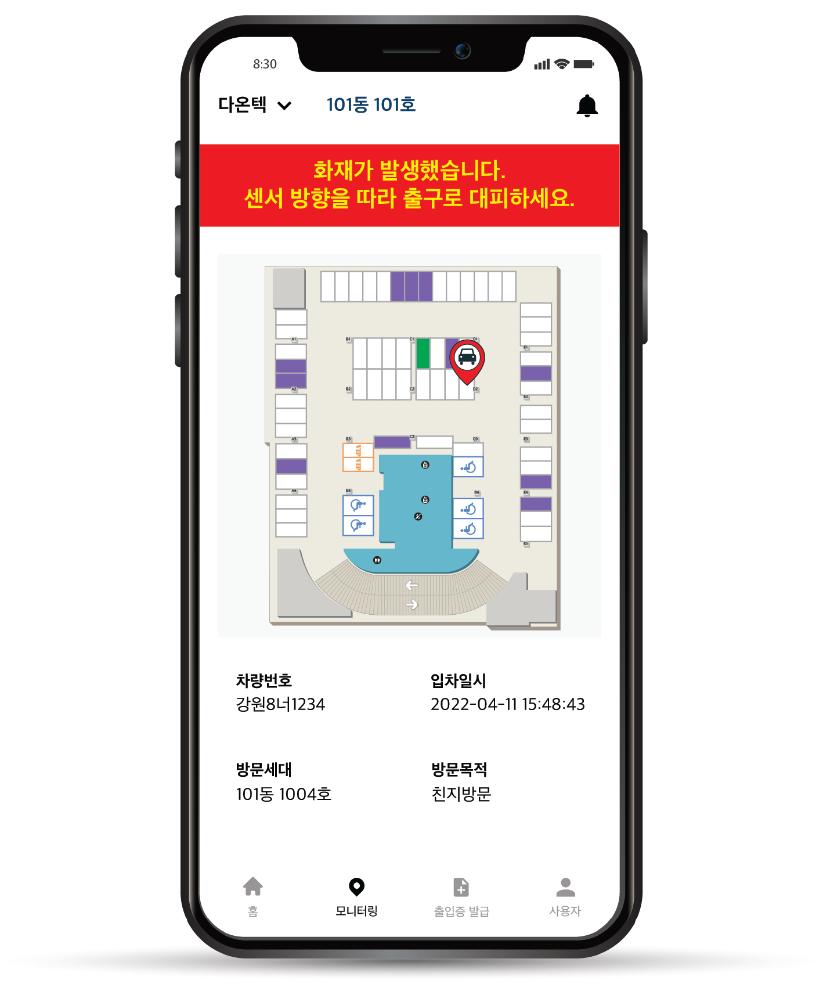 8:30
다온텍 101동 101호
화재가 발생했습니다.
센서 방향을 따라 출구로 대피하세요.
VIP
VIP
차량번호 입차일시
강원8너1234 2022-04-11 15:48:43
방문세대 방문목적
101동 1004호 친지방문
홈 모니터링 출입증 발급 사용자